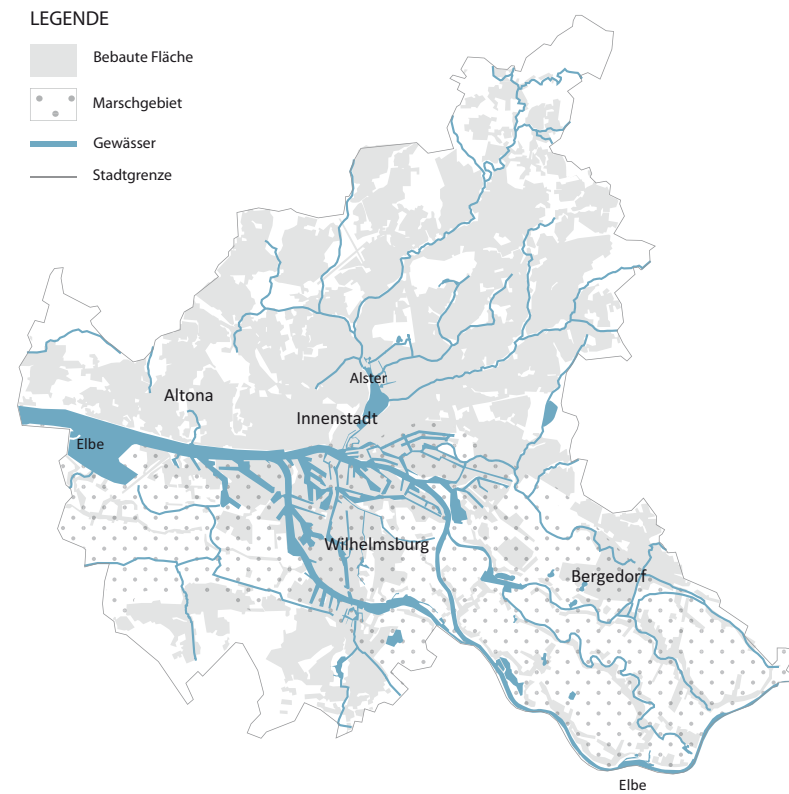 LEGENDE
Bebaute Fläche
Marschgebiet
Gewässer
Stadtgrenze
Alster
Altona
Innenstadt
Elbe
Wilhelmsburg
Bergedorf
Elbe